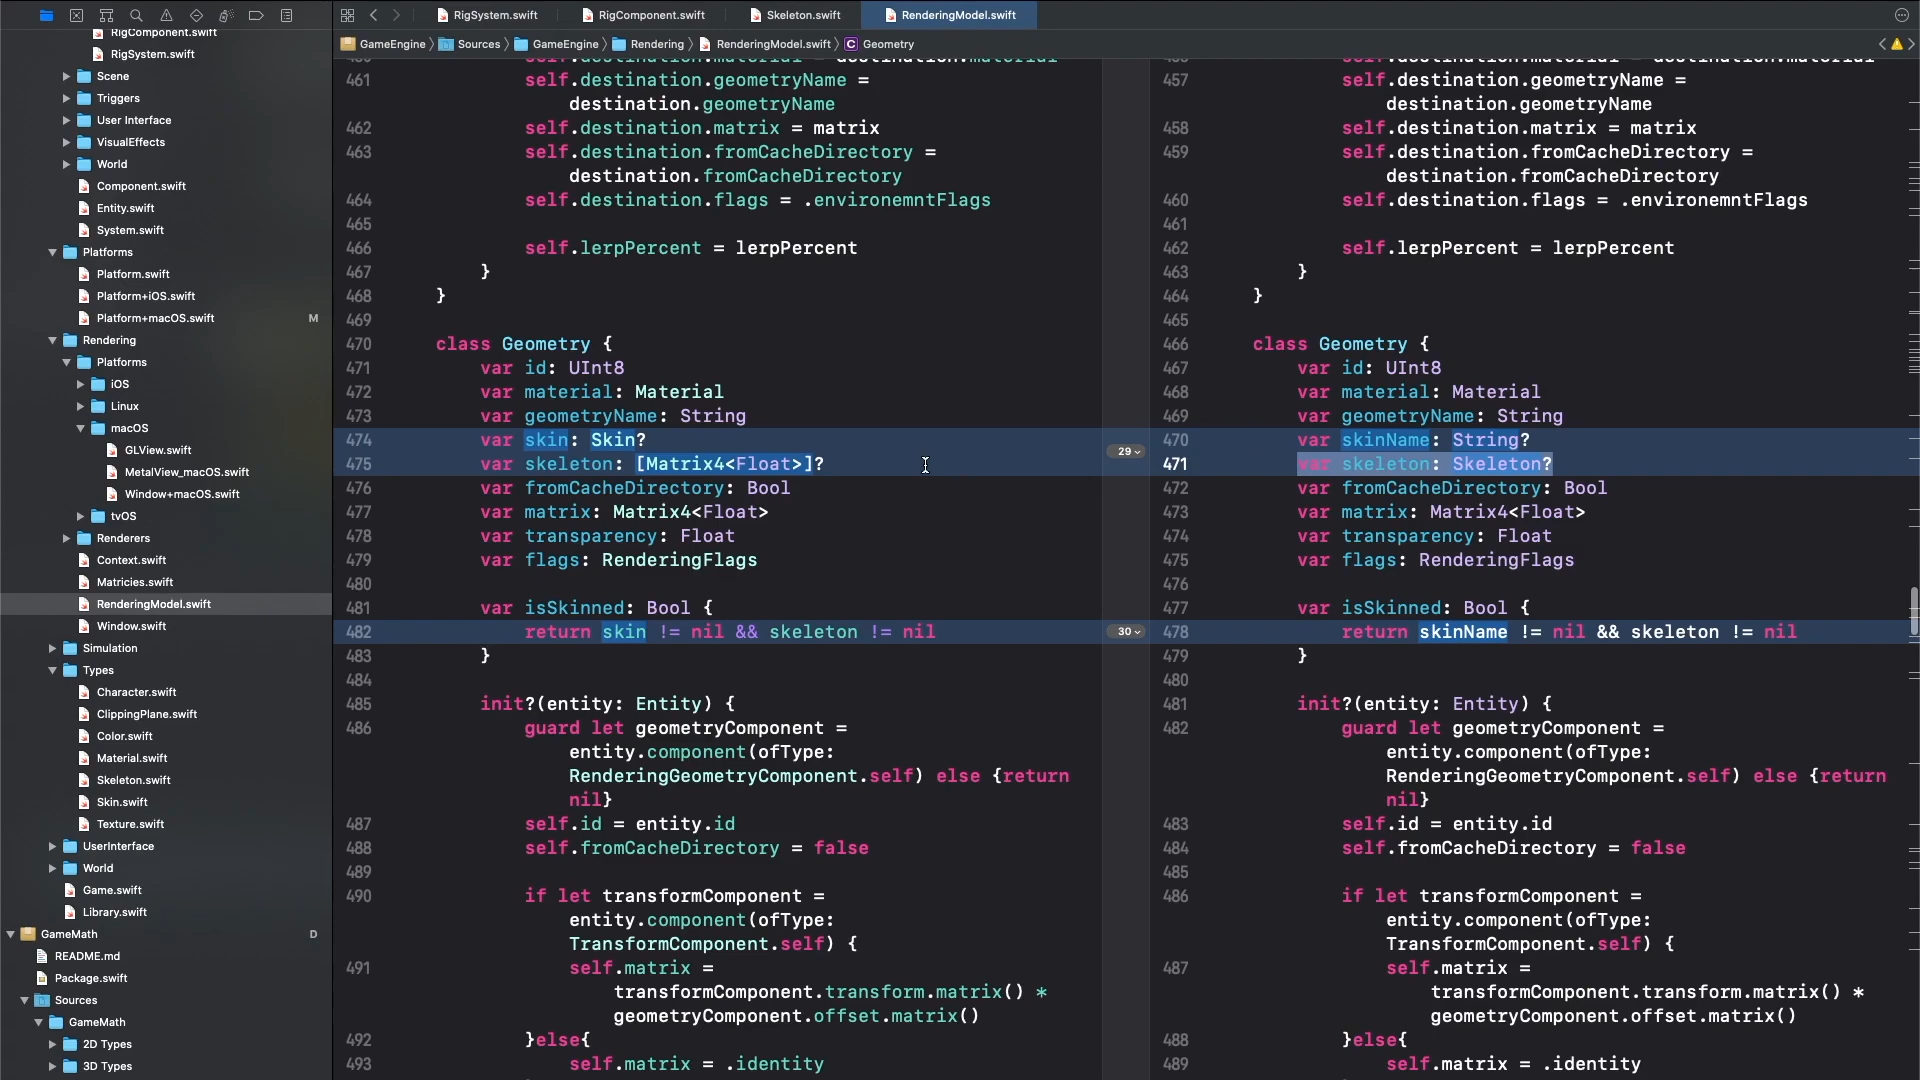 RigSystem.swift
RigComponent.swift
Skeleton.swift
RenderingModel.swift
GameEngine
Sources
GameEngine
Rendering
RenderingModel.swift
C
Geometry
RigComponent.swift
RigSystem.swift
Scene
Triggers
User Interface
VisualEffects
World
Component.swift
Entity.swift
System.swift
Platforms
Platform.swift
Platform+iOS.swift
Platform+macOS.swift M
Rendering
Platforms
iOS
Linux
macOS
GLView.swift
MetalView_macOS.swift
Window+macOS.swift
tvOS
Renderers
Context.swift
Matricies.swift
RenderingModel.swift
Window.swift
Simulation
Types
Character.swift
ClippingPlane.swift
Color.swift
Material.swift
Skeleton.swift
Skin.swift
Texture.swift
UserInterface
World
Game.swift
Library.swift
GameMath D
README.md
Package.swift
Sources
GameMath
2D Types
3D Types
461 self.destination.geometryName =
destination.geometryName
462 self.destination.matrix = matrix
463 self.destination.fromCacheDirectory =
destination.fromCacheDirectory
464 self.destination.flags = .environemntFlags
465
466 self.lerpPercent = lerpPercent
467 }
468 }
469
470 class Geometry {
471 var id: UInt8
472 var material: Material
473 var geometryName: String
474 var skin: Skin?
475 var skeleton: [Matrix4<Float>]?
476 var fromCacheDirectory: Bool
477 var matrix: Matrix4<Float>
478 var transparency: Float
479 var flags: RenderingFlags
480
481 var isSkinned: Bool {
482 return skin != nil && skeleton != nil
483 }
484
485 init?(entity: Entity) {
486 guard let geometryComponent =
entity.component(ofType:
RenderingGeometryComponent.self) else {return
nil}
487 self.id = entity.id
488 self.fromCacheDirectory = false
489
490 if let transformComponent =
entity.component(ofType:
TransformComponent.self) {
491 self.matrix =
transformComponent.transform.matrix() *
geometryComponent.offset.matrix()
492 }else{
493 self.matrix = .identity
29
30
457 self.destination.geometryName =
destination.geometryName
458 self.destination.matrix = matrix
459 self.destination.fromCacheDirectory =
destination.fromCacheDirectory
460 self.destination.flags = .environemntFlags
461
462 self.lerpPercent = lerpPercent
463 }
464 }
465
466 class Geometry {
467 var id: UInt8
468 var material: Material
469 var geometryName: String
470 var skinName: String?
471 var skeleton: Skeleton?
472 var fromCacheDirectory: Bool
473 var matrix: Matrix4<Float>
474 var transparency: Float
475 var flags: RenderingFlags
476
477 var isSkinned: Bool {
478 return skinName != nil && skeleton != nil
479 }
480
481 init?(entity: Entity) {
482 guard let geometryComponent =
entity.component(ofType:
RenderingGeometryComponent.self) else {return
nil}
483 self.id = entity.id
484 self.fromCacheDirectory = false
485
486 if let transformComponent =
entity.component(ofType:
TransformComponent.self) {
487 self.matrix =
transformComponent.transform.matrix() *
geometryComponent.offset.matrix()
488 }else{
489 self.matrix = .identity